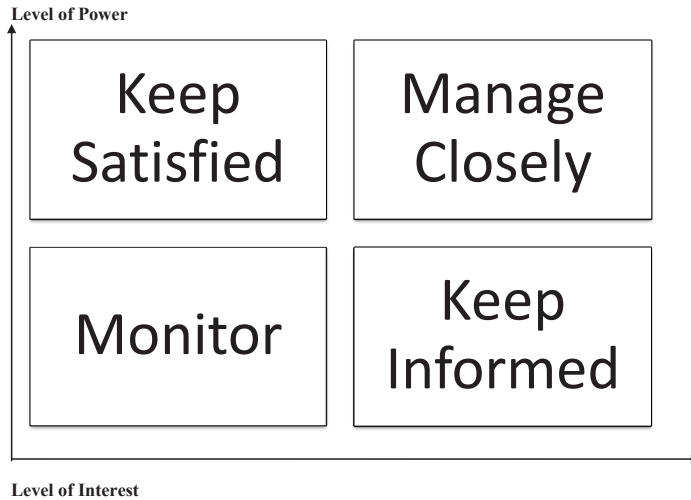 Level of Power
Keep
Satisfied
Manage
Closely
Monitor
Keep
Informed
Level of Interest